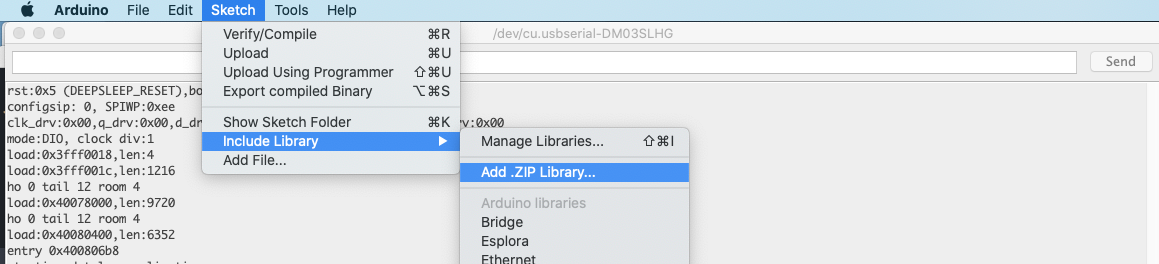 Arduino File Edit Sketch Tools Help
/dev/cu.usbserial-DM03SLHG
Send
Verify/Compile ⌘R
Upload ⌘U
Upload Using Programmer ⇧⌘U
Export compiled Binary ⌥⌘S
Show Sketch Folder ⌘K
Include Library
Add File...
Manage Libraries... ⇧⌘I
Add .ZIP Library...
Arduino libraries
Bridge
Esplora
Ethernet
rst:0x5 (DEEPSLEEP_RESET),bo
configsip: 0, SPIWP:0xee
clk_drv:0x00,q_drv:0x00,d_dr v:0x00
mode:DIO, clock div:1
load:0x3fff0018,len:4
load:0x3fff001c,len:1216
ho 0 tail 12 room 4
load:0x40078000,len:9720
ho 0 tail 12 room 4
load:0x40080400,len:6352
entry 0x400806b8